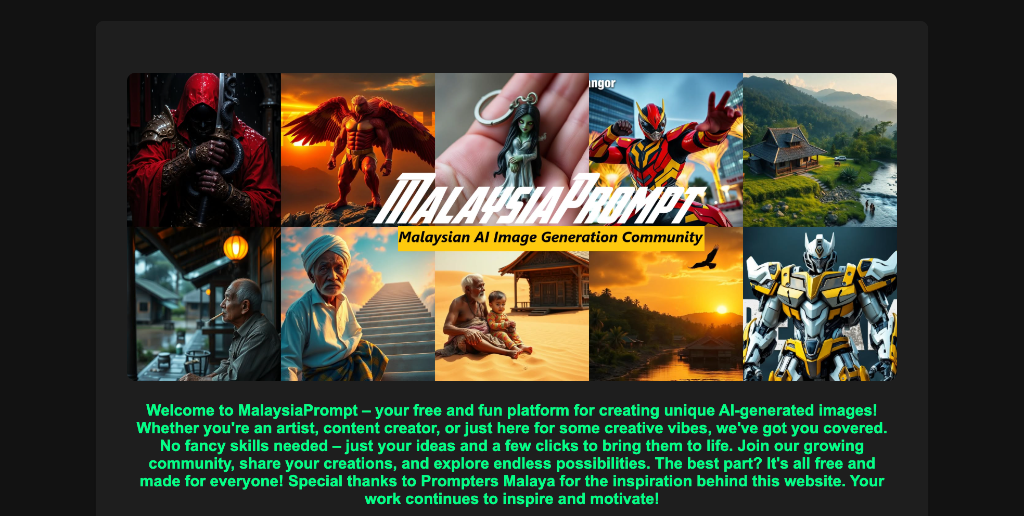 ngor
MALAYSIAPROMPT
Malaysian AI Image Generation Community
Welcome to MalaysiaPrompt – your free and fun platform for creating unique AI-generated images!
Whether you're an artist, content creator, or just here for some creative vibes, we've got you covered.
No fancy skills needed – just your ideas and a few clicks to bring them to life. Join our growing
community, share your creations, and explore endless possibilities. The best part? It's all free and
made for everyone! Special thanks to Prompters Malaya for the inspiration behind this website. Your
work continues to inspire and motivate!